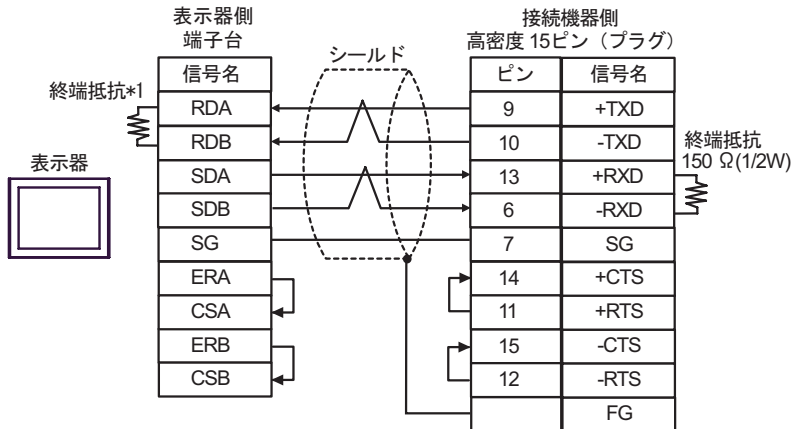 表示器側
端子台
接続機器側
高密度 15ピン（プラグ）
シールド
信号名
ピン 信号名
終端抵抗*1
RDA 9 +TXD
RDB 10 -TXD
終端抵抗
150 Ω(1/2W)
表示器
SDA 13 +RXD
SDB 6 -RXD
SG 7 SG
ERA 14 +CTS
CSA 11 +RTS
ERB 15 -CTS
CSB 12 -RTS
FG